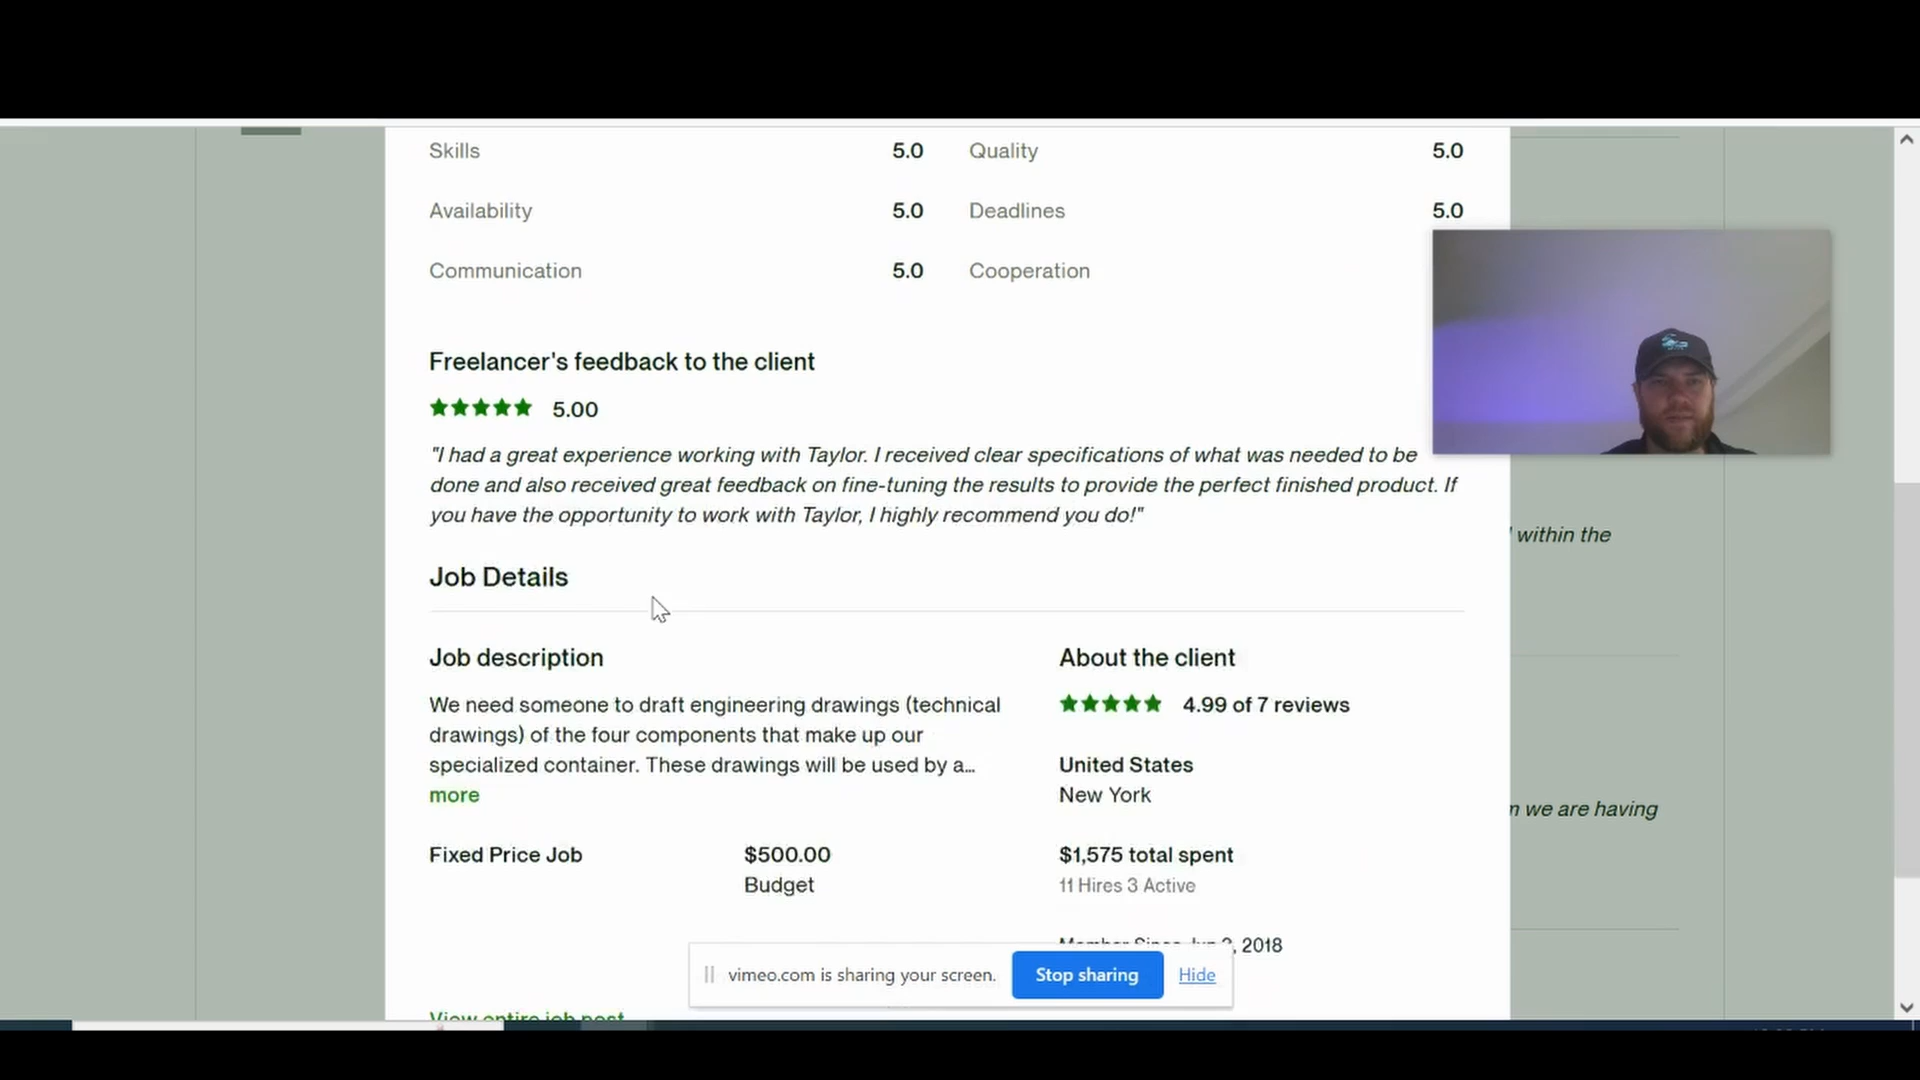 Skills 5.0 Quality 5.0
Availability 5.0 Deadlines 5.0
Communication 5.0 Cooperation
Freelancer's feedback to the client
5.00
"I had a great experience working with Taylor. I received clear specifications of what was needed to be
done and also received great feedback on fine-tuning the results to provide the perfect finished product. If
you have the opportunity to work with Taylor, I highly recommend you do!"
within the
Job Details
Job description
We need someone to draft engineering drawings (technical
drawings) of the four components that make up our
specialized container. These drawings will be used by a...
more
Fixed Price Job $500.00
Budget
About the client
4.99 of 7 reviews
United States
New York
$1,575 total spent
11 Hires 3 Active
Member Since 2018
we are having
vimeo.com is sharing your screen. Stop sharing Hide
View entire job post